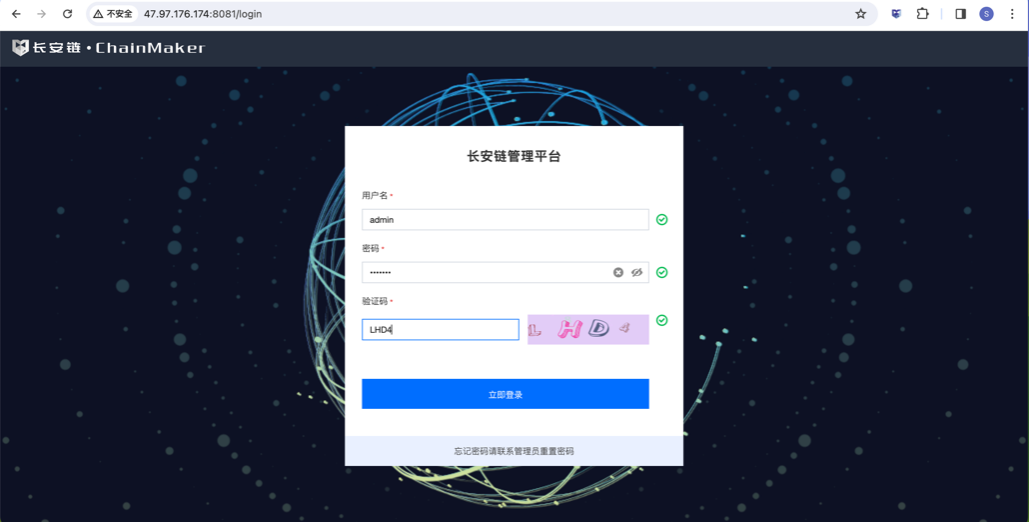 不安全 47.97.176.174:8081/login
S
长安链·ChainMaker
长安链管理平台
用户名*
admin
密码*
•••••••
验证码*
LHD4
LHD4
立即登录
忘记密码请联系管理员重置密码